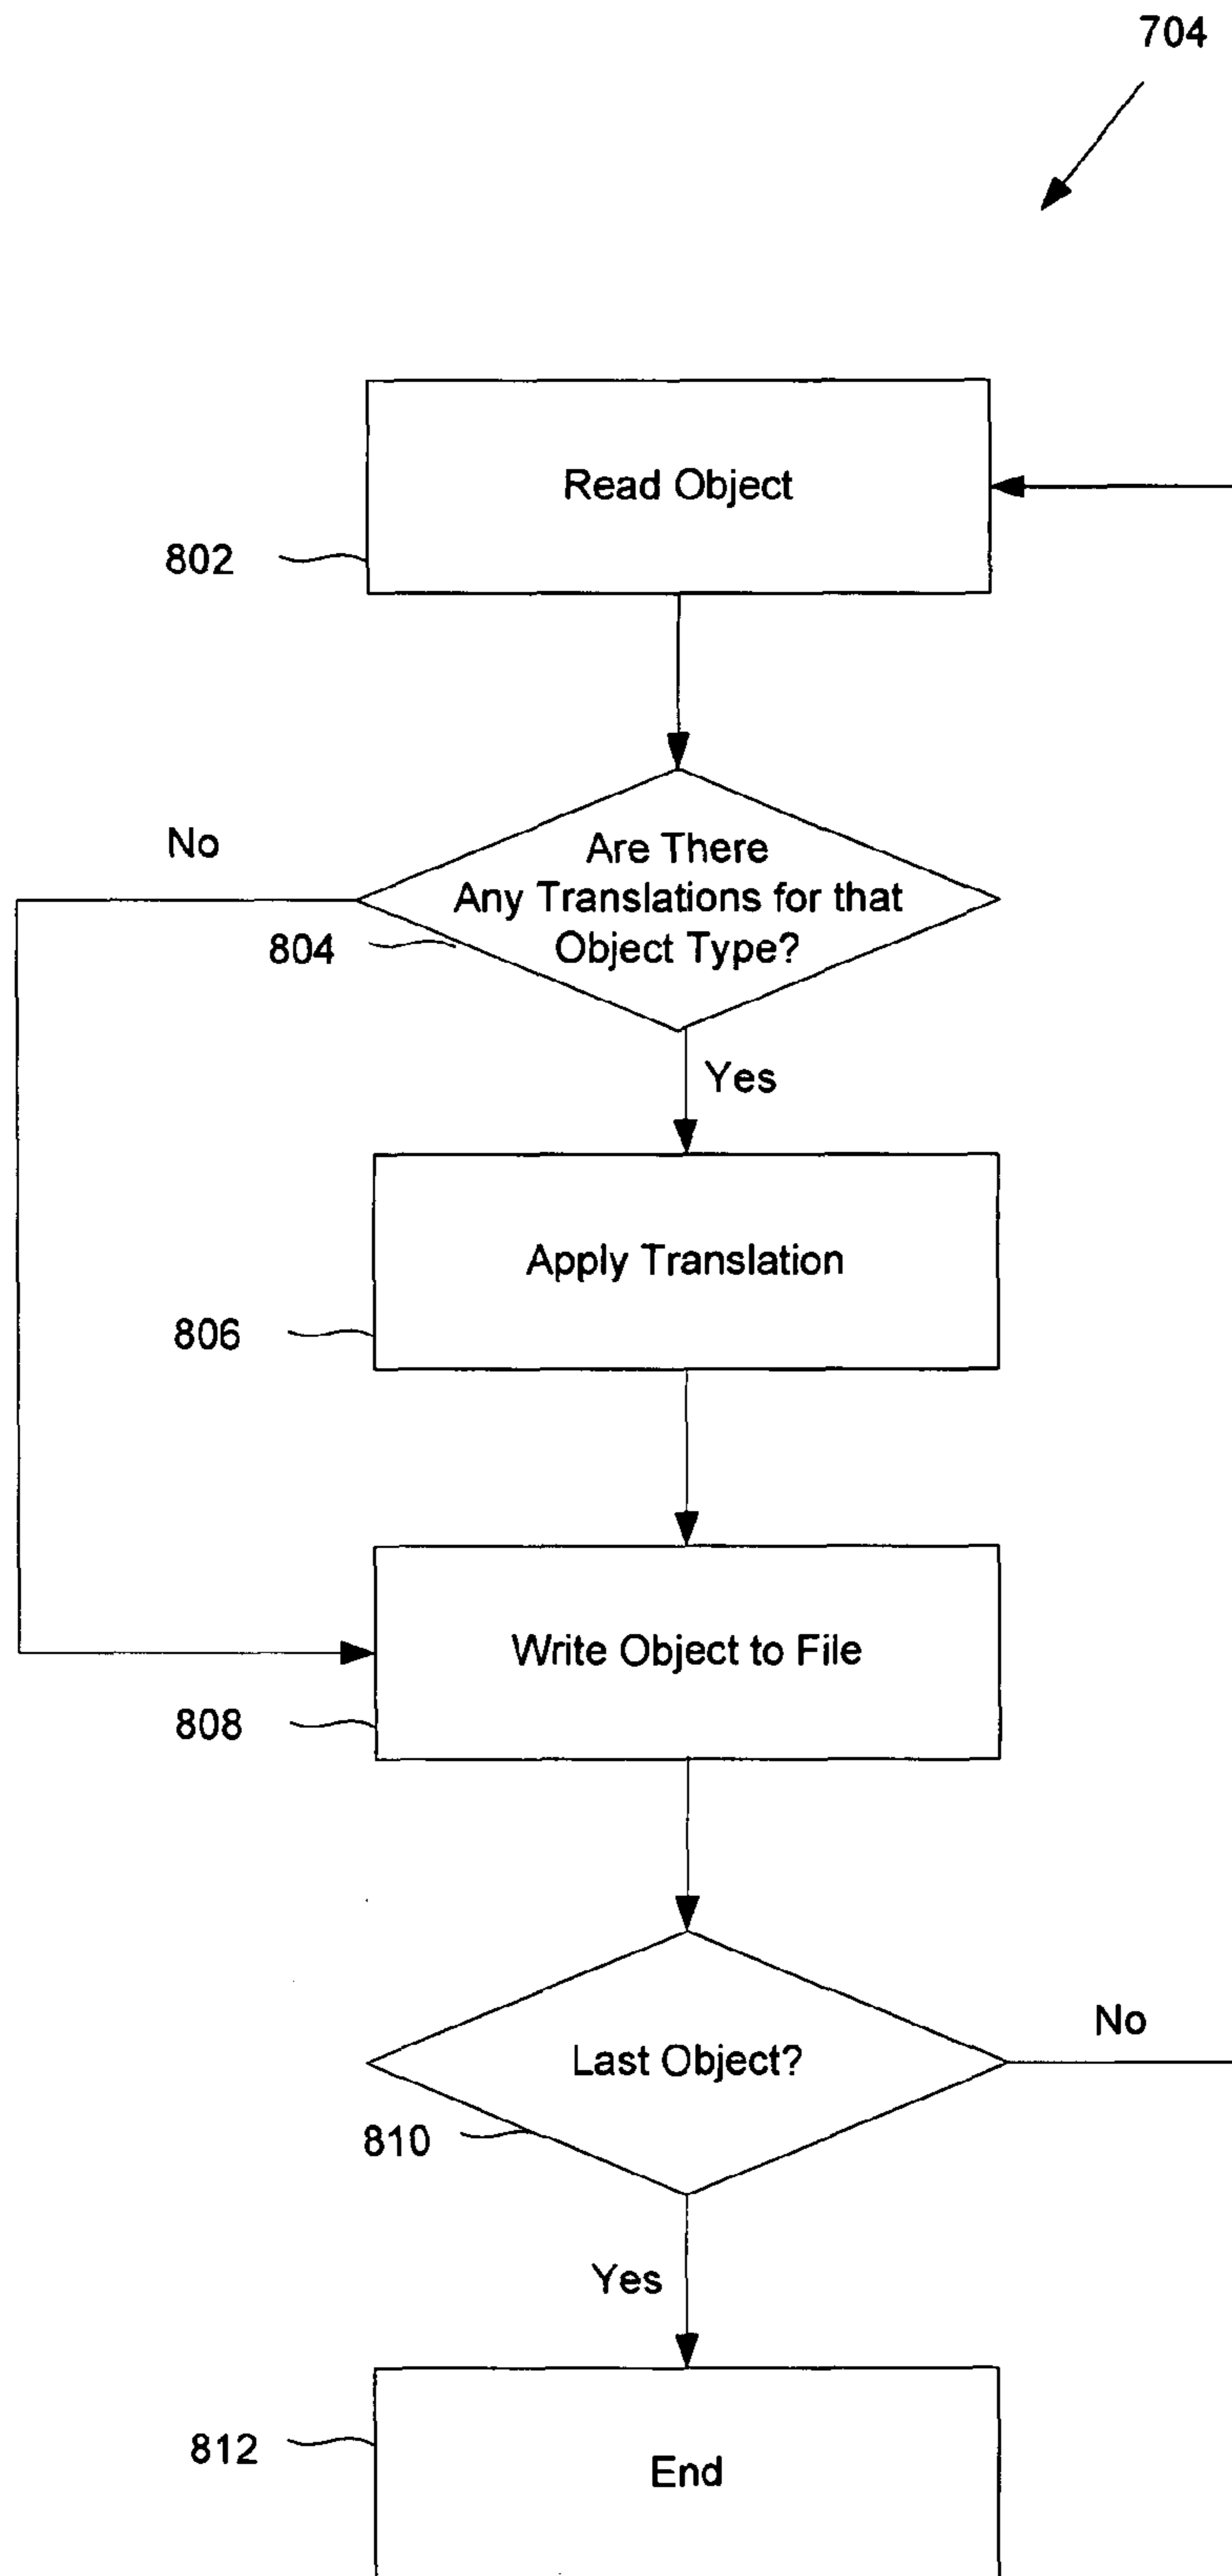 704
Read Object
802
No
Are There
Any Translations for that
Object Type?
804
Yes
Apply Translation
806
Write Object to File
808
Last Object?
No
810
Yes
812
End